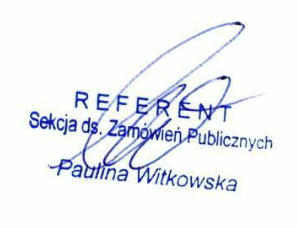 REFERENT
Sekcja ds. Zamówień Publicznych
Paulina Witkowska